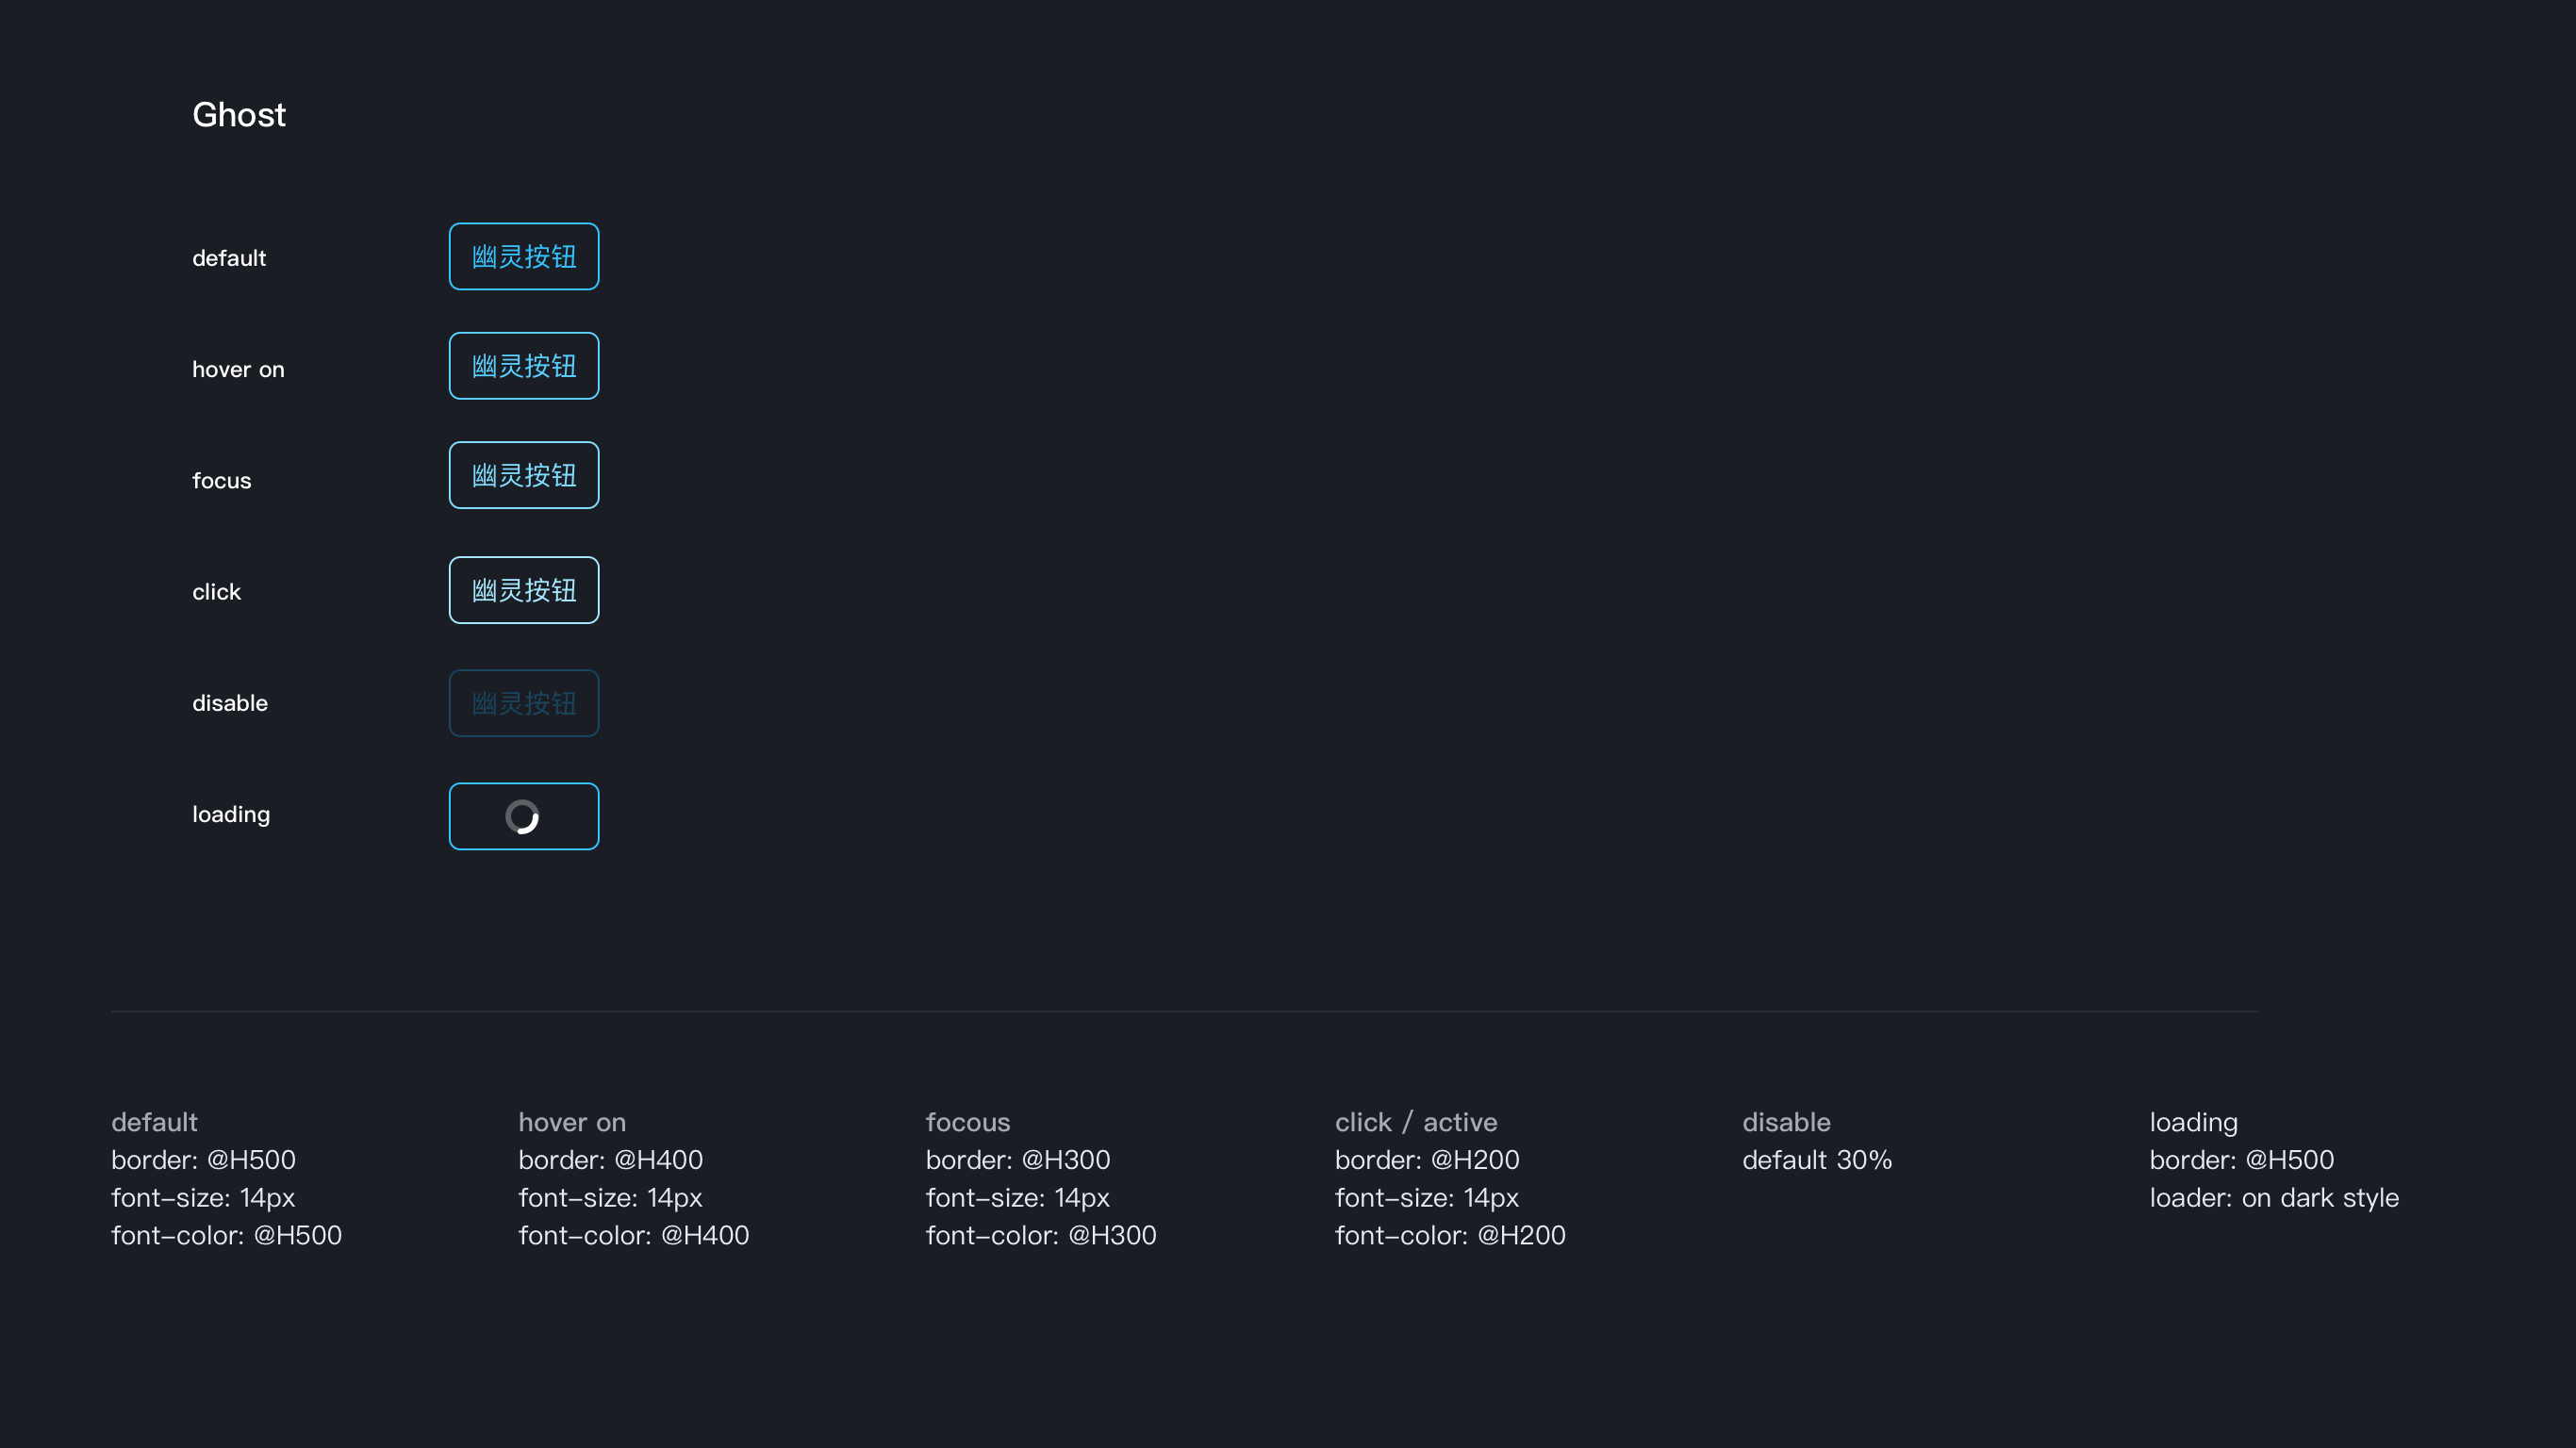 Ghost
default
幽灵按钮
hover on
幽灵按钮
focus
幽灵按钮
click
幽灵按钮
disable
幽灵按钮
loading
default
border: @H500
font-size: 14px
font-color: @H500
hover on
border: @H400
font-size: 14px
font-color: @H400
focous
border: @H300
font-size: 14px
font-color: @H300
click / active
border: @H200
font-size: 14px
font-color: @H200
disable
default 30%
loading
border: @H500
loader: on dark style